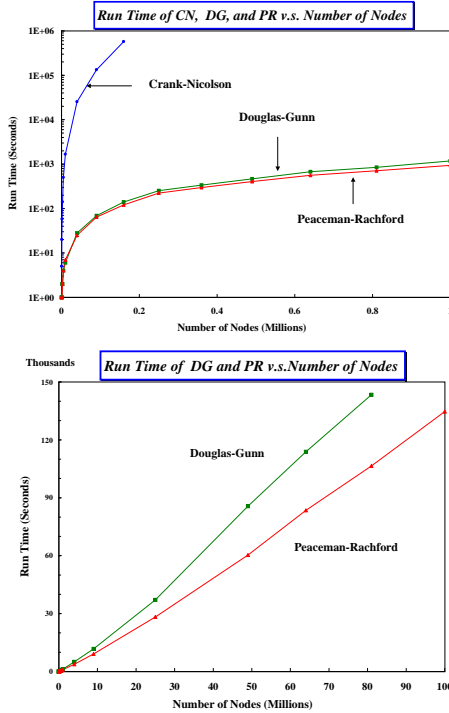 Run Time of CN, DG, and PR v.s. Number of Nodes
1E+06
1E+06
Crank-Nicolson
1E+05
Douglas-Gunn
1E+04
1E+03
1E+02
Peaceman-Rachford
1E+01
1E+00
Run Time (Seconds)
0 0.2 0.4 0.6 0.8 1
Number of Nodes (Millions)
Thousands
Run Time of DG and PR v.s.Number of Nodes
150
120
Douglas-Gunn
90
Peaceman-Rachford
60
30
0
Run Time (Seconds)
0 10 20 30 40 50 60 70 80 90 100
Number of Nodes (Millions)